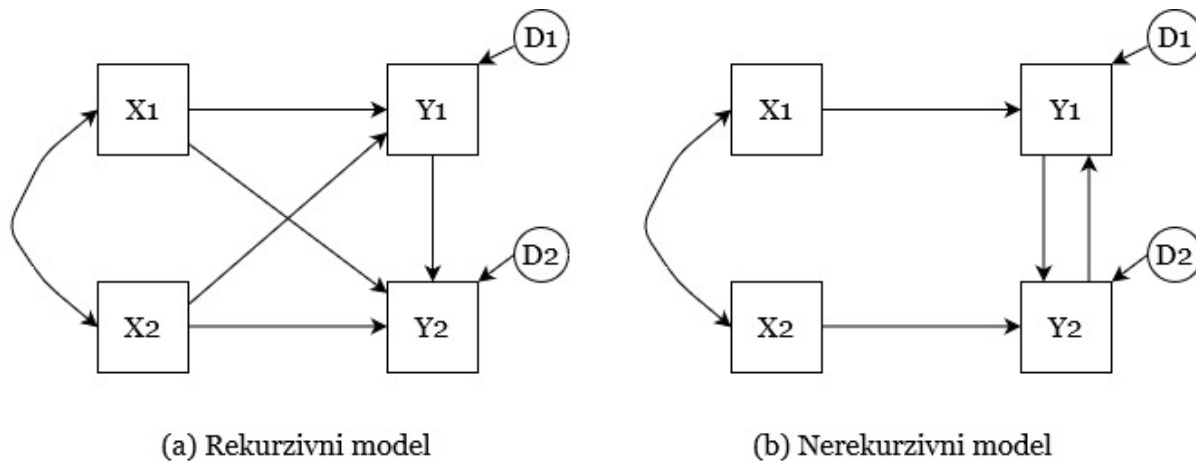 D1
D1
X1
Y1
X1
Y1
D2
D2
X2
Y2
X2
Y2
(a) Rekurzivni model
(b) Nerekurzivni model